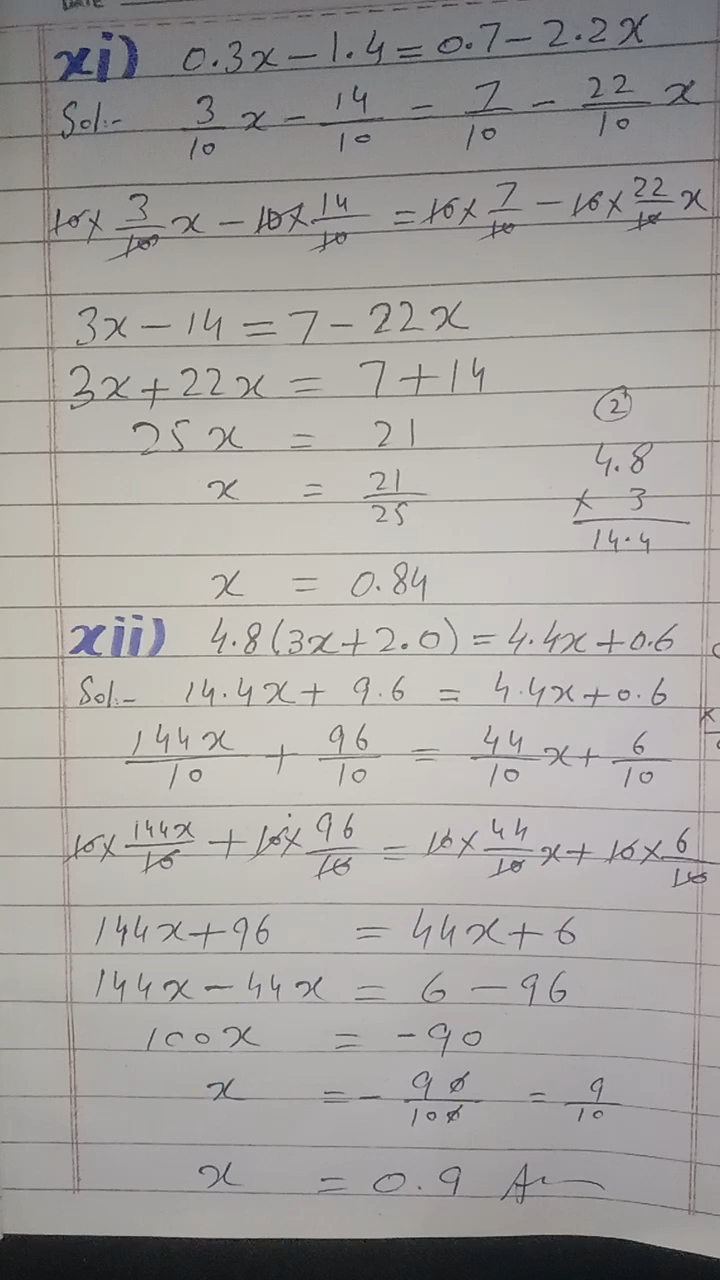 DATE
xi) 0.3x - 1.4 = 0.7 - 2.2x
Sol:- 3/10 x - 14/10 = 7/10 - 22/10 x
10 × 3/10 x - 10 × 14/10 = 10 × 7/10 - 10 × 22/10 x
3x - 14 = 7 - 22x
3x + 22x = 7 + 14
25x = 21
x = 21/25
2
4.8
× 3
14.4
x = 0.84
xii) 4.8(3x + 2.0) = 4.4x + 0.6
Sol:- 14.4x + 9.6 = 4.4x + 0.6
144x/10 + 96/10 = 44/10 x + 6/10
10 × 144x/10 + 10 × 96/10 = 10 × 44/10 x + 10 × 6/10
144x + 96 = 44x + 6
144x - 44x = 6 - 96
100x = -90
x = - 90/100 = 9/10
x = 0.9